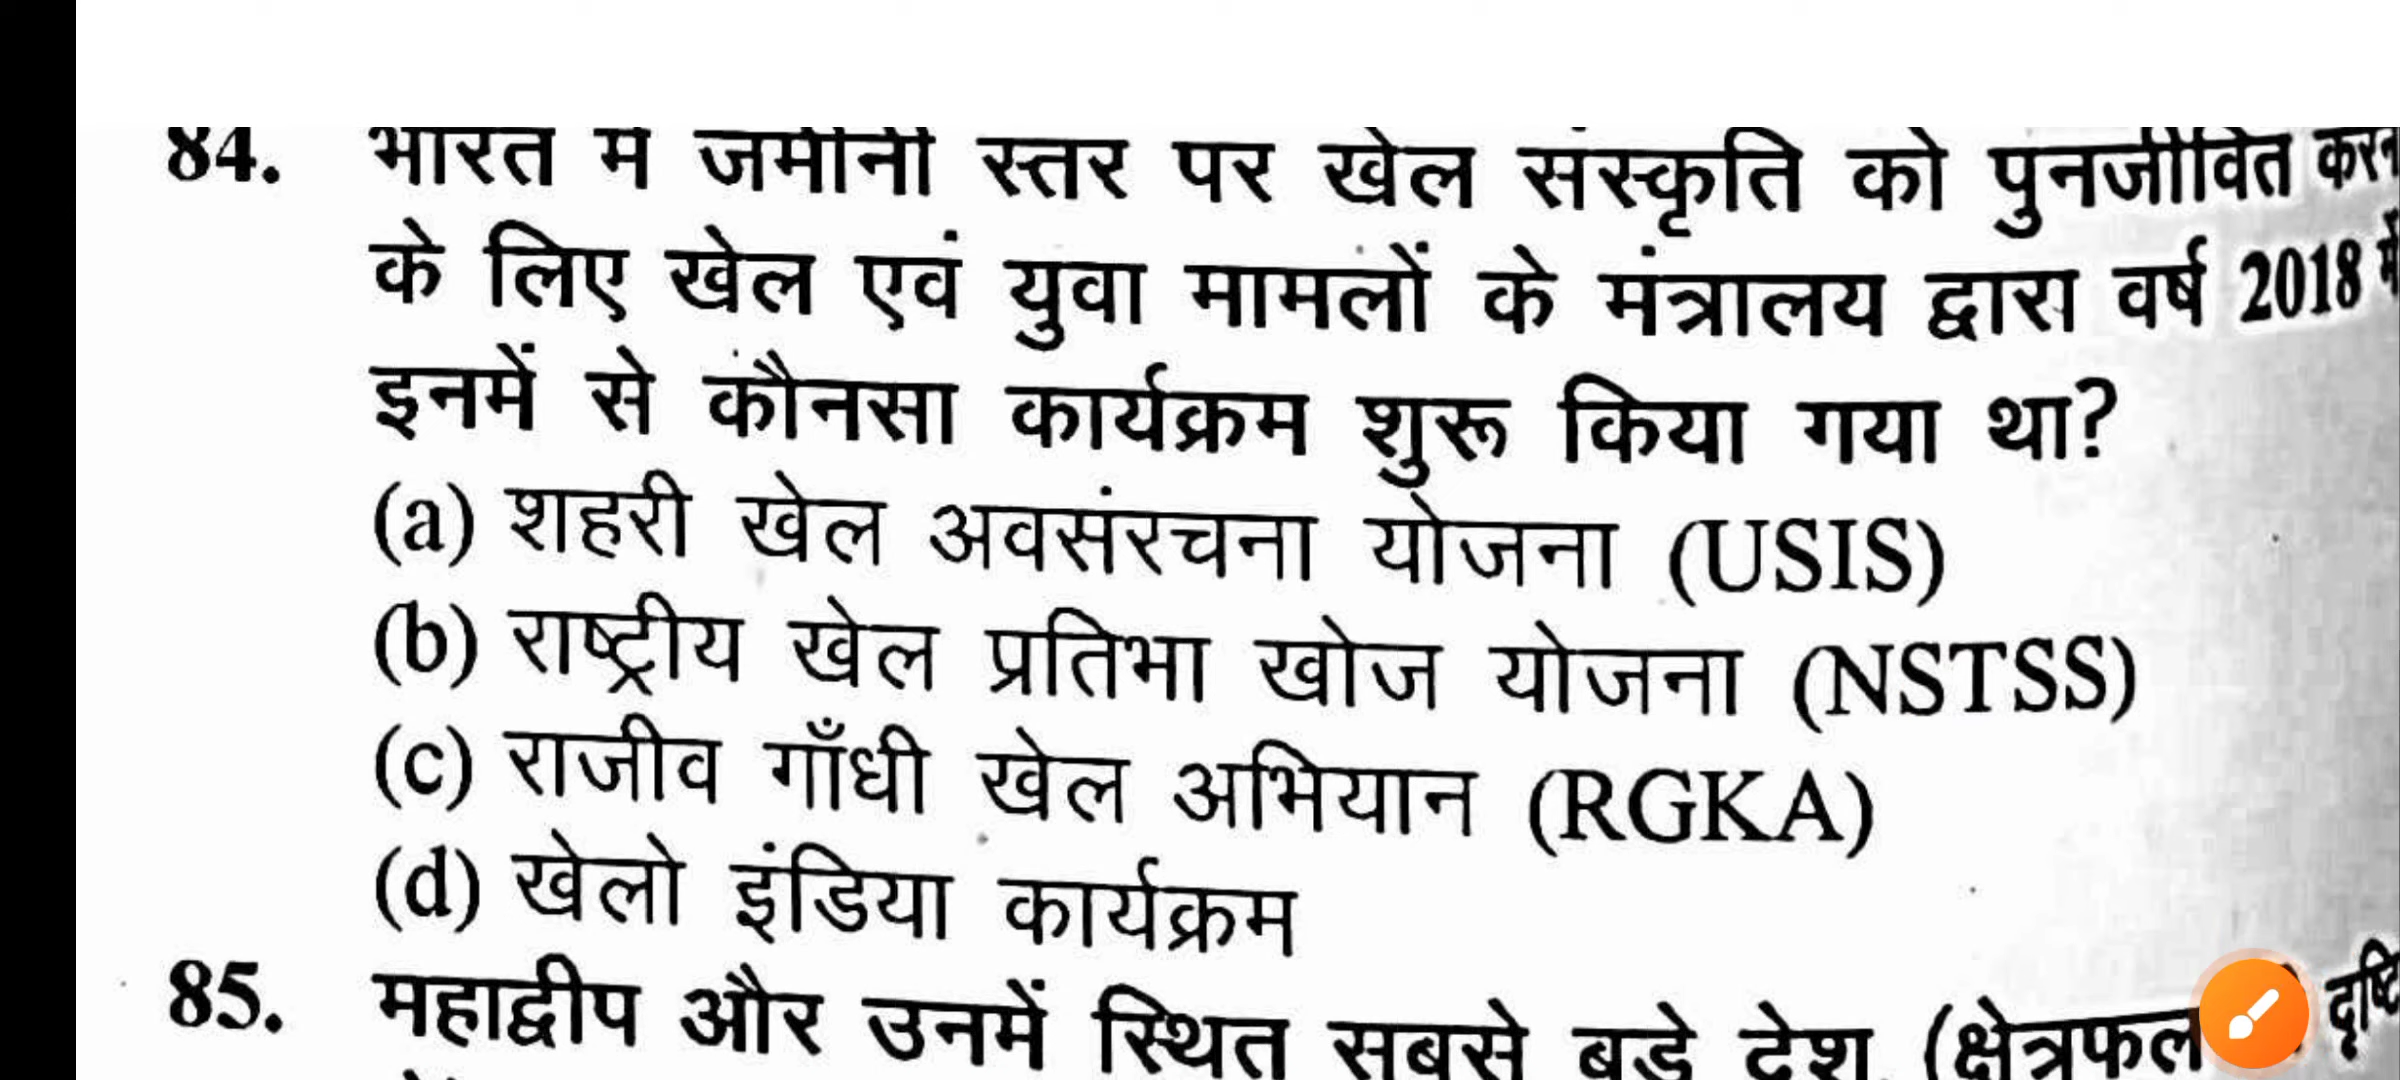 84. भारत में जमीनी स्तर पर खेल संस्कृति को पुनर्जीवित करन
के लिए खेल एवं युवा मामलों के मंत्रालय द्वारा वर्ष 2018 में
इनमें से कौनसा कार्यक्रम शुरू किया गया था?
(a) शहरी खेल अवसंरचना योजना (USIS)
(b) राष्ट्रीय खेल प्रतिभा खोज योजना (NSTSS)
(c) राजीव गाँधी खेल अभियान (RGKA)
(d) खेलो इंडिया कार्यक्रम
85. महाद्वीप और उनमें स्थित सबसे बड़े देश (क्षेत्रफल दृष्टि